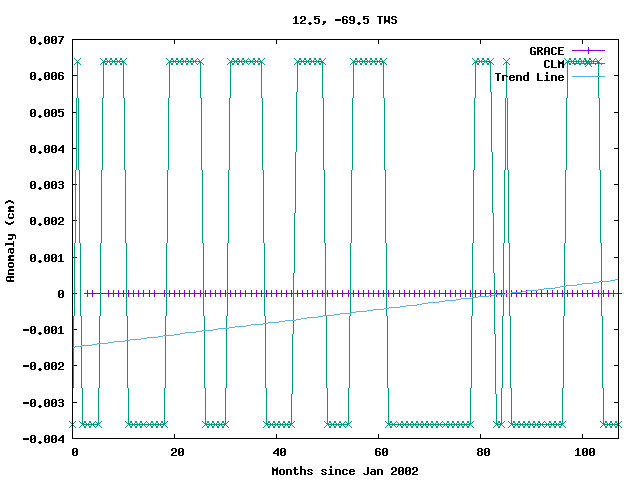 12.5, -69.5 TWS
GRACE
CLM
Trend Line
0.007
0.006
0.005
0.004
0.003
0.002
0.001
0
-0.001
-0.002
-0.003
-0.004
Anomaly (cm)
0 20 40 60 80 100
Months since Jan 2002